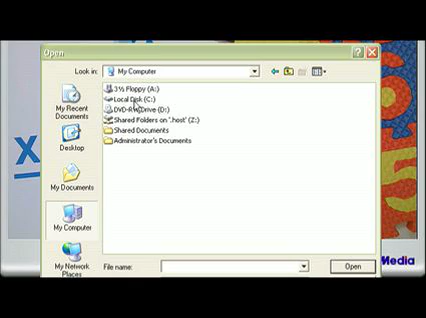 Open
Look in:
My Computer
3½ Floppy (A:)
Local Disk (C:)
DVD-RW Drive (D:)
Shared Folders on '.host' (Z:)
Shared Documents
Administrator's Documents
My Recent
Documents
Desktop
My Documents
My Computer
My Network
Places
File name:
Open
x
Media